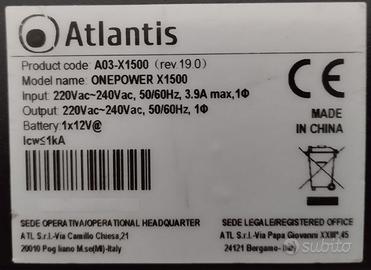 Atlantis
Product code: A03-X1500 (rev.19.0)
Model name: ONEPOWER X1500
Input: 220Vac~240Vac, 50/60Hz, 3.9A max,1Φ
Output: 220Vac~240Vac, 50/60Hz, 1Φ
Battery:1x12V@
Icw≤1kA
CE
MADE
IN CHINA
SEDE OPERATIVA/OPERATIONAL HEADQUARTER
ATL S.r.l.-Via Camillo Chiesa,21
20010 Pogliano M.se(MI)-Italy
SEDE LEGALE/REGISTERED OFFICE
ATL S.r.l.-Via Papa Giovanni XXIII°,45
24121 Bergamo-Italy
subito